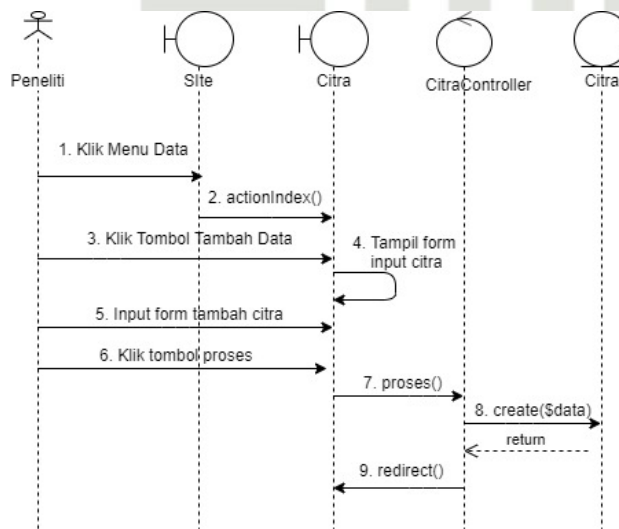 Peneliti
SIte
Citra
CitraController
Citra
1. Klik Menu Data
2. actionIndex()
3. Klik Tombol Tambah Data
4. Tampil form
input citra
5. Input form tambah citra
6. Klik tombol proses
7. proses()
8. create($data)
return
9. redirect()